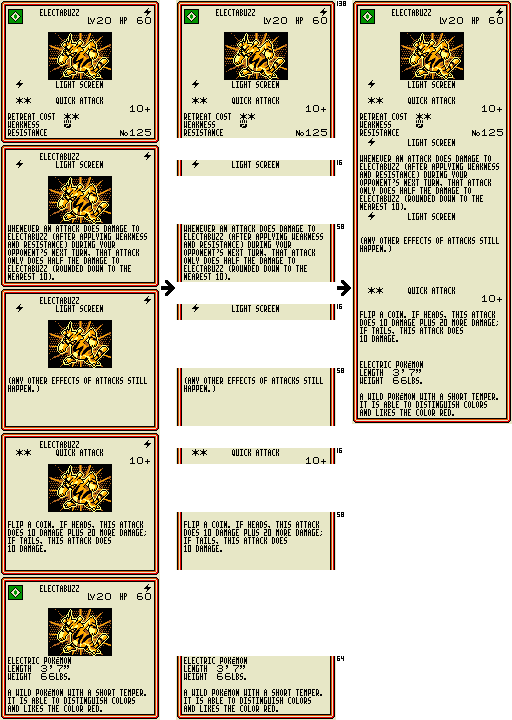 ELECTABUZZ
LV20 HP 60
LIGHT SCREEN
QUICK ATTACK
10+
RETREAT COST
WEAKNESS
RESISTANCE No125
ELECTABUZZ
LIGHT SCREEN
WHENEVER AN ATTACK DOES DAMAGE TO
ELECTABUZZ (AFTER APPLYING WEAKNESS
AND RESISTANCE) DURING YOUR
OPPONENT'S NEXT TURN, THAT ATTACK
ONLY DOES HALF THE DAMAGE TO
ELECTABUZZ (ROUNDED DOWN TO THE
NEAREST 10).
ELECTABUZZ
LIGHT SCREEN
(ANY OTHER EFFECTS OF ATTACKS STILL
HAPPEN.)
ELECTABUZZ
QUICK ATTACK
10+
FLIP A COIN. IF HEADS, THIS ATTACK
DOES 10 DAMAGE PLUS 20 MORE DAMAGE;
IF TAILS, THIS ATTACK DOES
10 DAMAGE.
ELECTABUZZ
LV20 HP 60
ELECTRIC POKéMON
LENGTH 3'7"
WEIGHT 66LBS.
A WILD POKéMON WITH A SHORT TEMPER.
IT IS ABLE TO DISTINGUISH COLORS
AND LIKES THE COLOR RED.
138
ELECTABUZZ
LV20 HP 60
LIGHT SCREEN
QUICK ATTACK
10+
RETREAT COST
WEAKNESS
RESISTANCE No125
16
LIGHT SCREEN
58
WHENEVER AN ATTACK DOES DAMAGE TO
ELECTABUZZ (AFTER APPLYING WEAKNESS
AND RESISTANCE) DURING YOUR
OPPONENT'S NEXT TURN, THAT ATTACK
ONLY DOES HALF THE DAMAGE TO
ELECTABUZZ (ROUNDED DOWN TO THE
NEAREST 10).
16
LIGHT SCREEN
58
(ANY OTHER EFFECTS OF ATTACKS STILL
HAPPEN.)
16
QUICK ATTACK
10+
58
FLIP A COIN. IF HEADS, THIS ATTACK
DOES 10 DAMAGE PLUS 20 MORE DAMAGE;
IF TAILS, THIS ATTACK DOES
10 DAMAGE.
64
ELECTRIC POKéMON
LENGTH 3'7"
WEIGHT 66LBS.
A WILD POKéMON WITH A SHORT TEMPER.
IT IS ABLE TO DISTINGUISH COLORS
AND LIKES THE COLOR RED.
ELECTABUZZ
LV20 HP 60
LIGHT SCREEN
QUICK ATTACK
10+
RETREAT COST
WEAKNESS
RESISTANCE No125
LIGHT SCREEN
WHENEVER AN ATTACK DOES DAMAGE TO
ELECTABUZZ (AFTER APPLYING WEAKNESS
AND RESISTANCE) DURING YOUR
OPPONENT'S NEXT TURN, THAT ATTACK
ONLY DOES HALF THE DAMAGE TO
ELECTABUZZ (ROUNDED DOWN TO THE
NEAREST 10).
LIGHT SCREEN
(ANY OTHER EFFECTS OF ATTACKS STILL
HAPPEN.)
QUICK ATTACK
10+
FLIP A COIN. IF HEADS, THIS ATTACK
DOES 10 DAMAGE PLUS 20 MORE DAMAGE;
IF TAILS, THIS ATTACK DOES
10 DAMAGE.
ELECTRIC POKéMON
LENGTH 3'7"
WEIGHT 66LBS.
A WILD POKéMON WITH A SHORT TEMPER.
IT IS ABLE TO DISTINGUISH COLORS
AND LIKES THE COLOR RED.